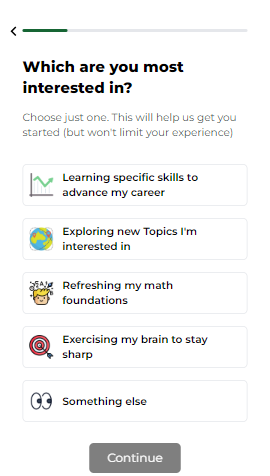 Which are you most
interested in?
Choose just one. This will help us get you
started (but won't limit your experience)
Learning specific skills to
advance my career
Exploring new Topics I'm
interested in
Refreshing my math
foundations
Exercising my brain to stay
sharp
Something else
Continue